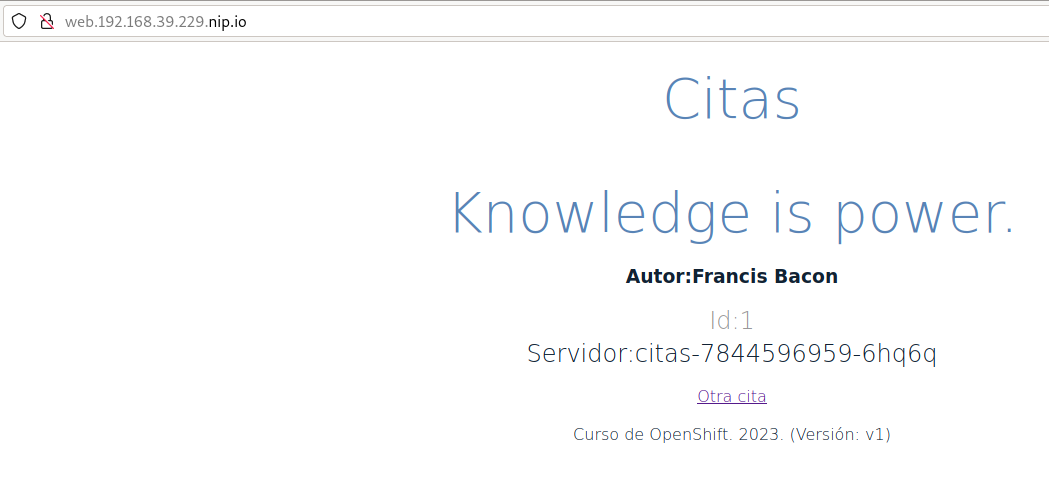 web.192.168.39.229.nip.io
Citas
Knowledge is power.
Autor:Francis Bacon
Id:1
Servidor:citas-7844596959-6hq6q
Otra cita
Curso de OpenShift. 2023. (Versión: v1)